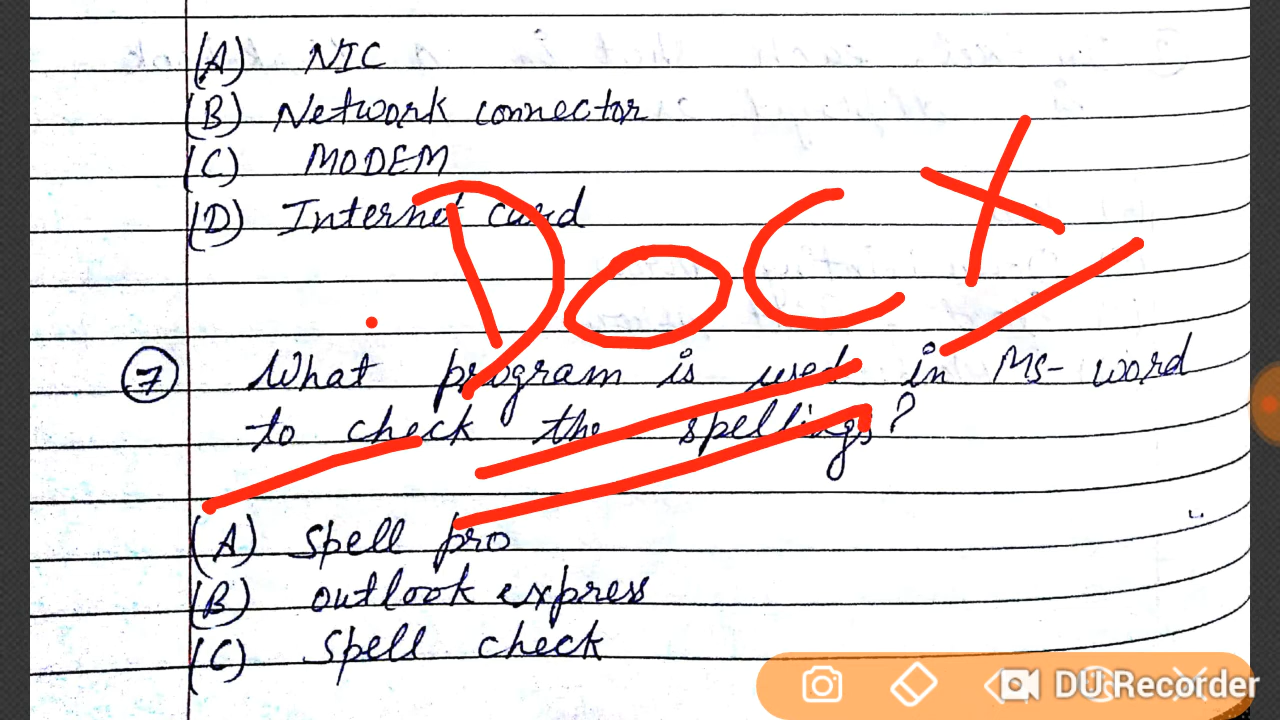 (A) NIC
(B) Network connector
(C) MODEM
(D) Internet card
DOCX
(7) What program is used in MS-word
to check the spellings?
(A) Spell pro
(B) outlook express
(C) Spell check
DU Recorder